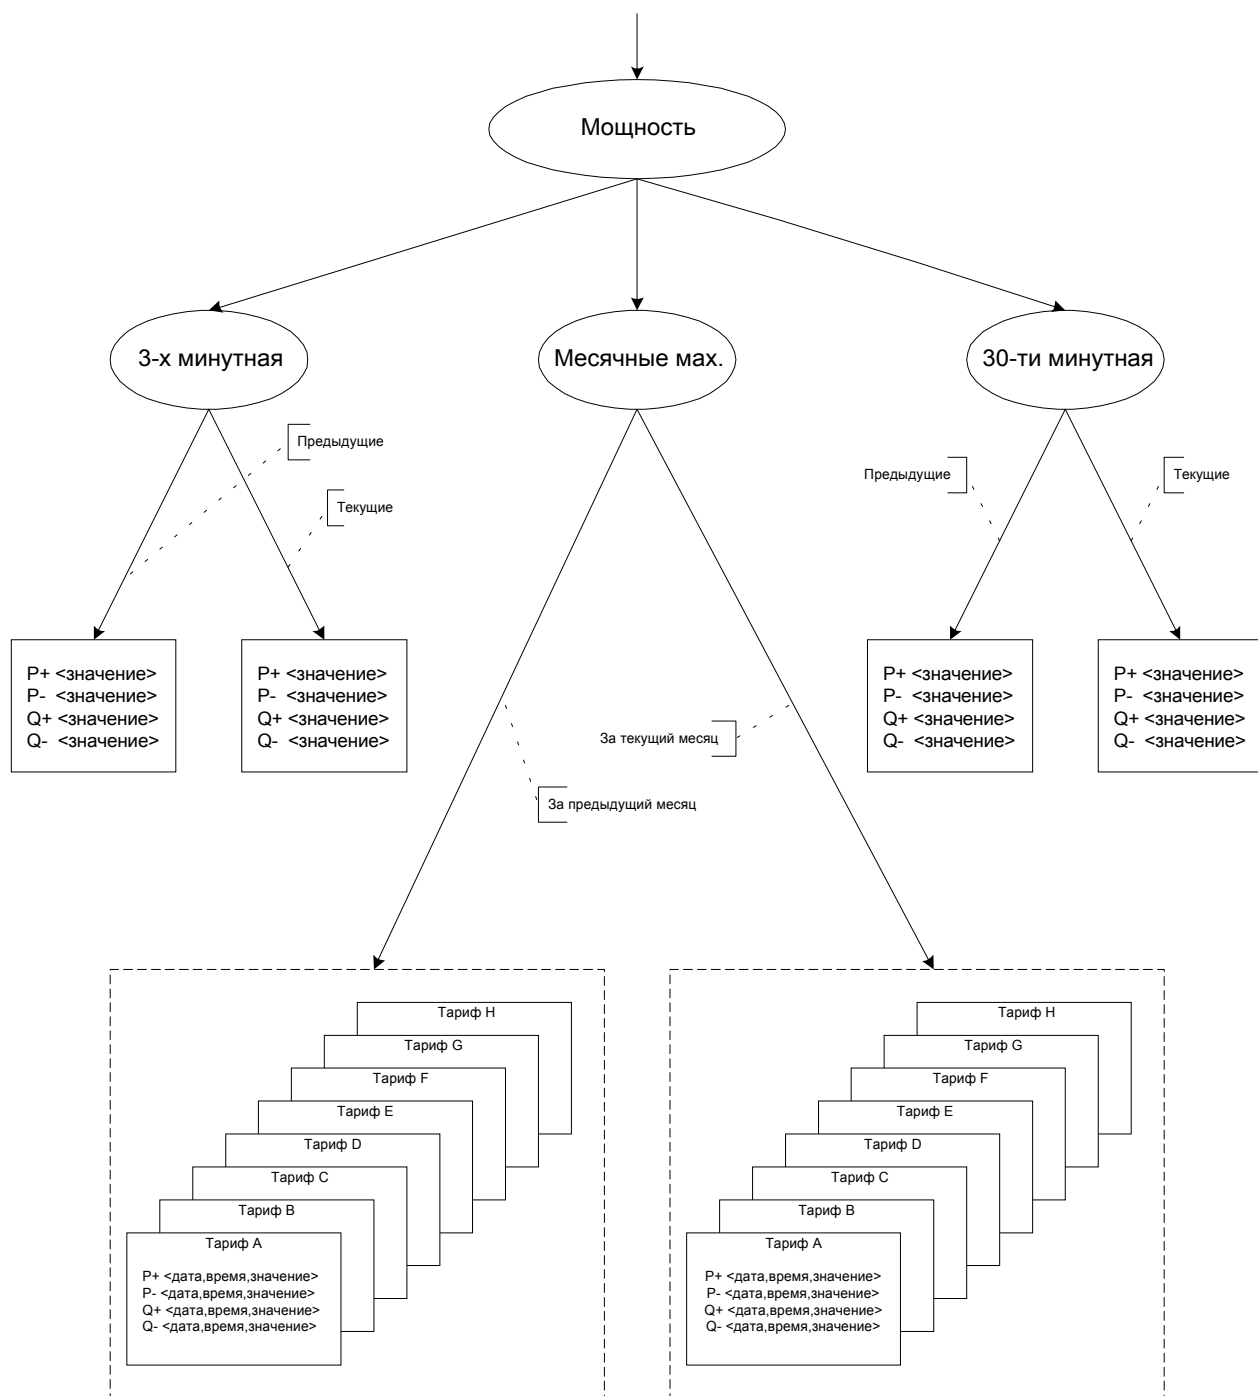 Мощность
3-х минутная
Месячные мах.
30-ти минутная
Предыдущие
Текущие
Предыдущие
Текущие
P+ <значение>
P- <значение>
Q+ <значение>
Q- <значение>
P+ <значение>
P- <значение>
Q+ <значение>
Q- <значение>
P+ <значение>
P- <значение>
Q+ <значение>
Q- <значение>
P+ <значение>
P- <значение>
Q+ <значение>
Q- <значение>
За текущий месяц
За предыдущий месяц
Тариф H
Тариф G
Тариф F
Тариф E
Тариф D
Тариф C
Тариф B
Тариф A
P+ <дата,время,значение>
P- <дата,время,значение>
Q+ <дата,время,значение>
Q- <дата,время,значение>
Тариф H
Тариф G
Тариф F
Тариф E
Тариф D
Тариф C
Тариф B
Тариф A
P+ <дата,время,значение>
P- <дата,время,значение>
Q+ <дата,время,значение>
Q- <дата,время,значение>